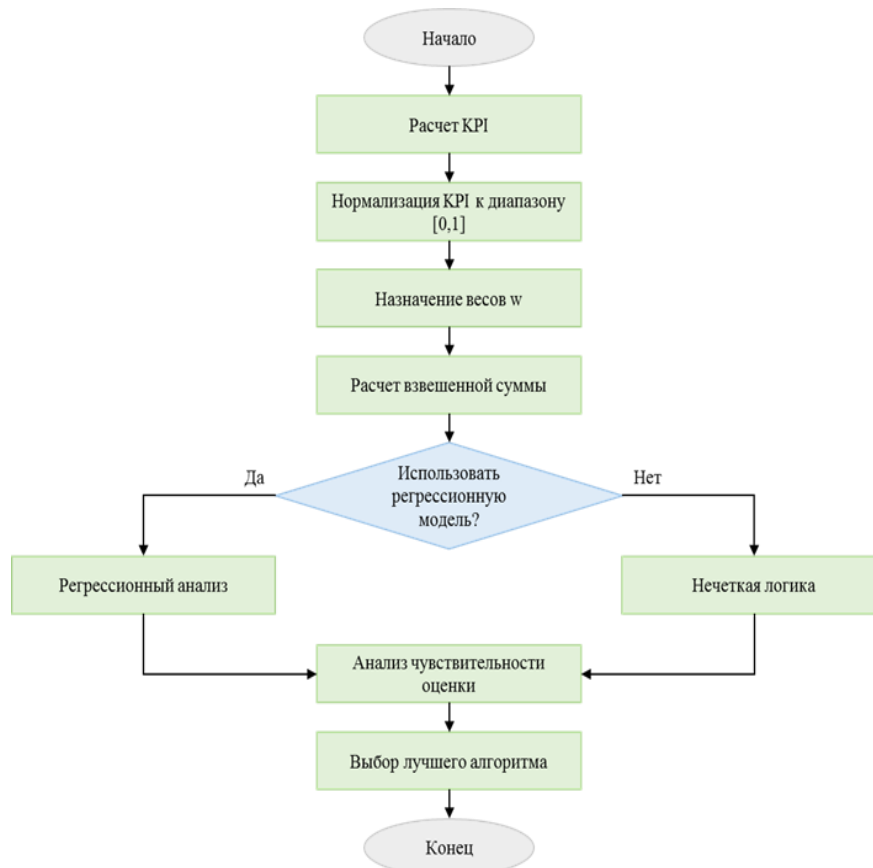 Начало
Расчет KPI
Нормализация KPI к диапазону
[0,1]
Назначение весов w
Расчет взвешенной суммы
Да
Использовать
регрессионную
модель?
Нет
Регрессионный анализ
Нечеткая логика
Анализ чувствительности
оценки
Выбор лучшего алгоритма
Конец